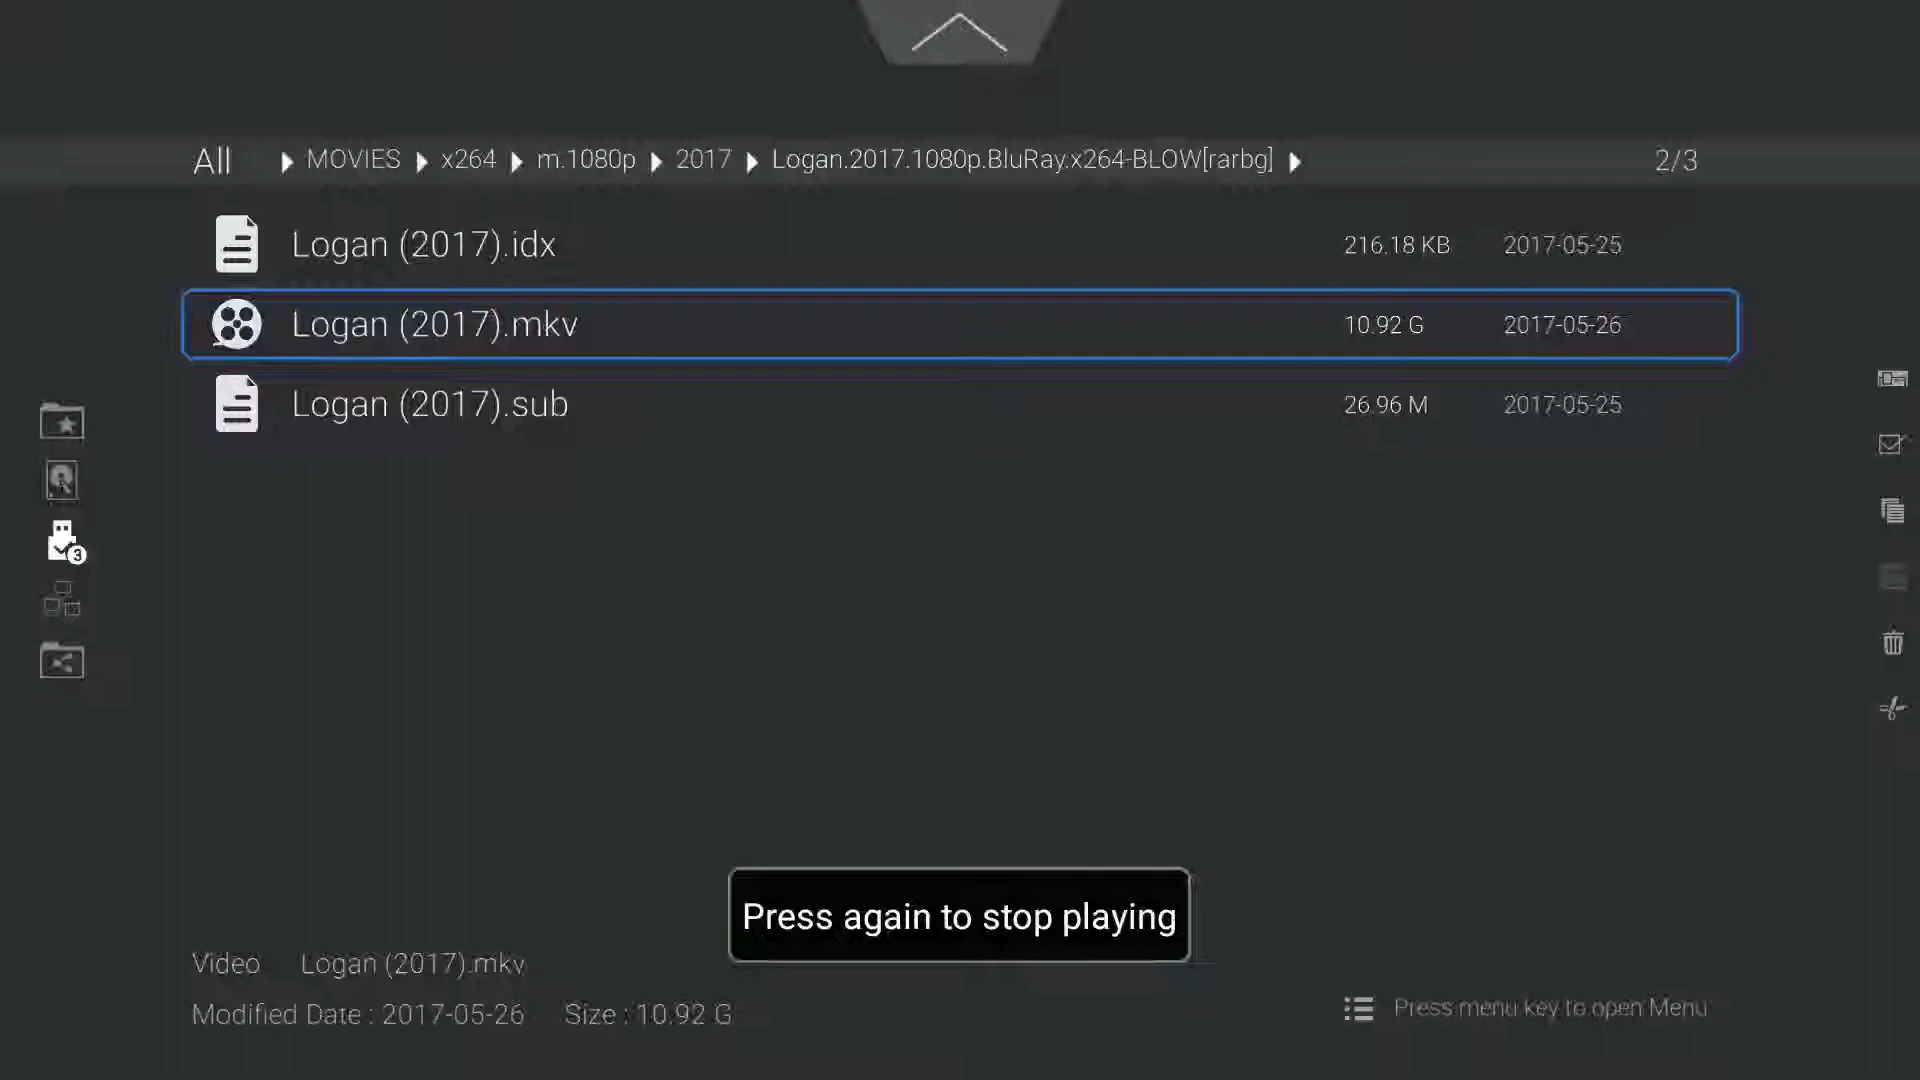 All MOVIES x264 m.1080p 2017 Logan.2017.1080p.BluRay.x264-BLOW[rarbg] 2/3
Logan (2017).idx 216.18 KB 2017-05-25
Logan (2017).mkv 10.92 G 2017-05-26
Logan (2017).sub 26.96 M 2017-05-25
3
Press again to stop playing
Video Logan (2017).mkv
Modified Date : 2017-05-26 Size : 10.92 G
Press menu key to open Menu